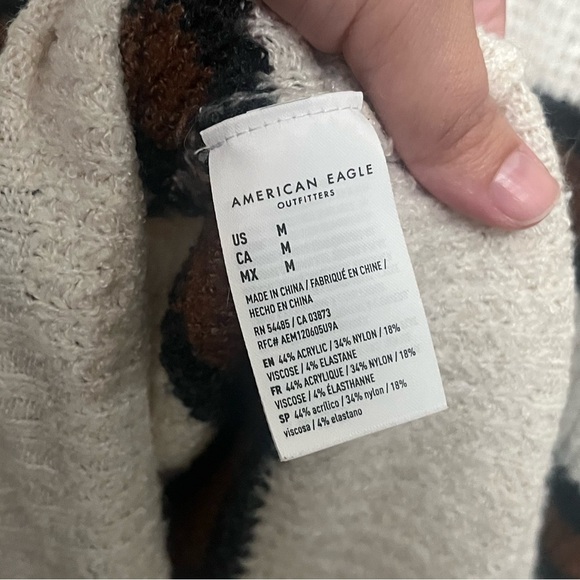 AMERICAN EAGLE
OUTFITTERS
US M
CA M
MX M
MADE IN CHINA / FABRIQUÉ EN CHINE /
HECHO EN CHINA
RN 54485 / CA 03873
RFC# AEM120605U9A
EN 44% ACRYLIC / 34% NYLON / 18%
VISCOSE / 4% ELASTANE
FR 44% ACRYLIQUE / 34% NYLON / 18%
VISCOSE / 4% ÉLASTHANNE
SP 44% acrílico / 34% nylon / 18%
viscosa / 4% elastano